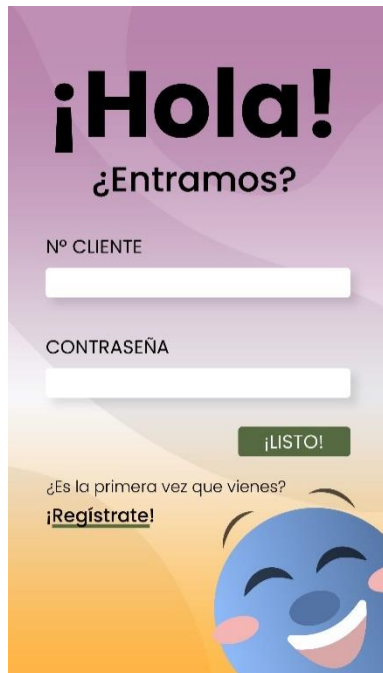 ¡Hola!
¿Entramos?
Nº CLIENTE
CONTRASEÑA
¡LISTO!
¿Es la primera vez que vienes?
¡Regístrate!